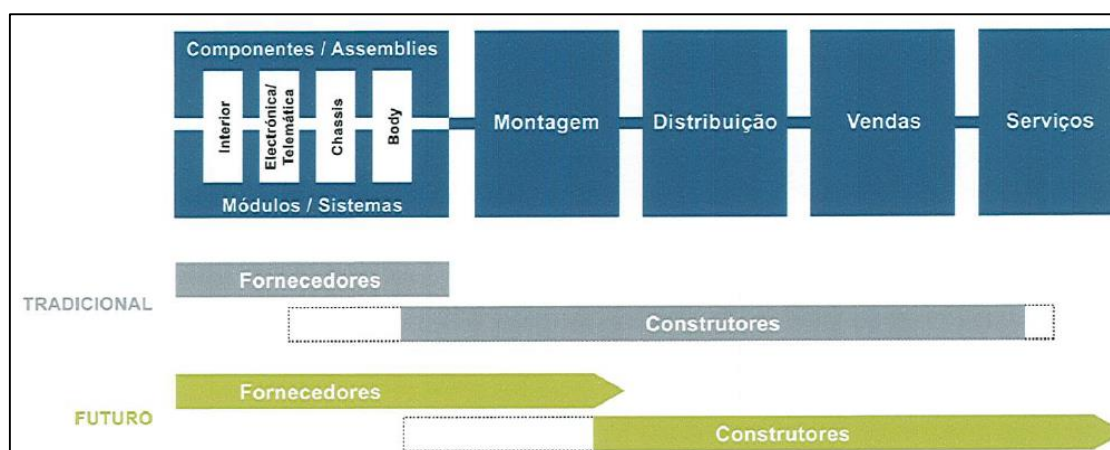 Componentes / Assemblies
Interior
Electrónica/
Telemática
Chassis
Body
Módulos / Sistemas
Montagem
Distribuição
Vendas
Serviços
TRADICIONAL
Fornecedores
Construtores
FUTURO
Fornecedores
Construtores